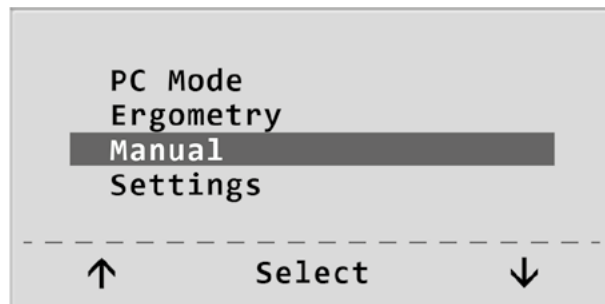 PC Mode
Ergometry
Manual
Settings
↑ Select ↓